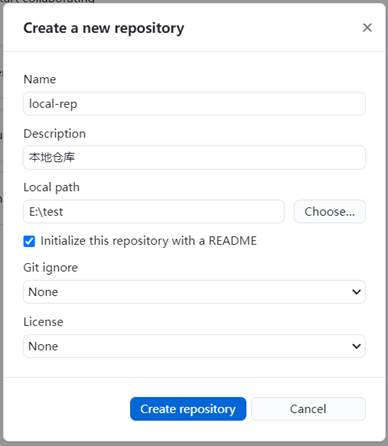 Create a new repository
Name
local-rep
Description
本地仓库
Local path
E:\test
Choose...
Initialize this repository with a README
Git ignore
None
License
None
Create repository
Cancel